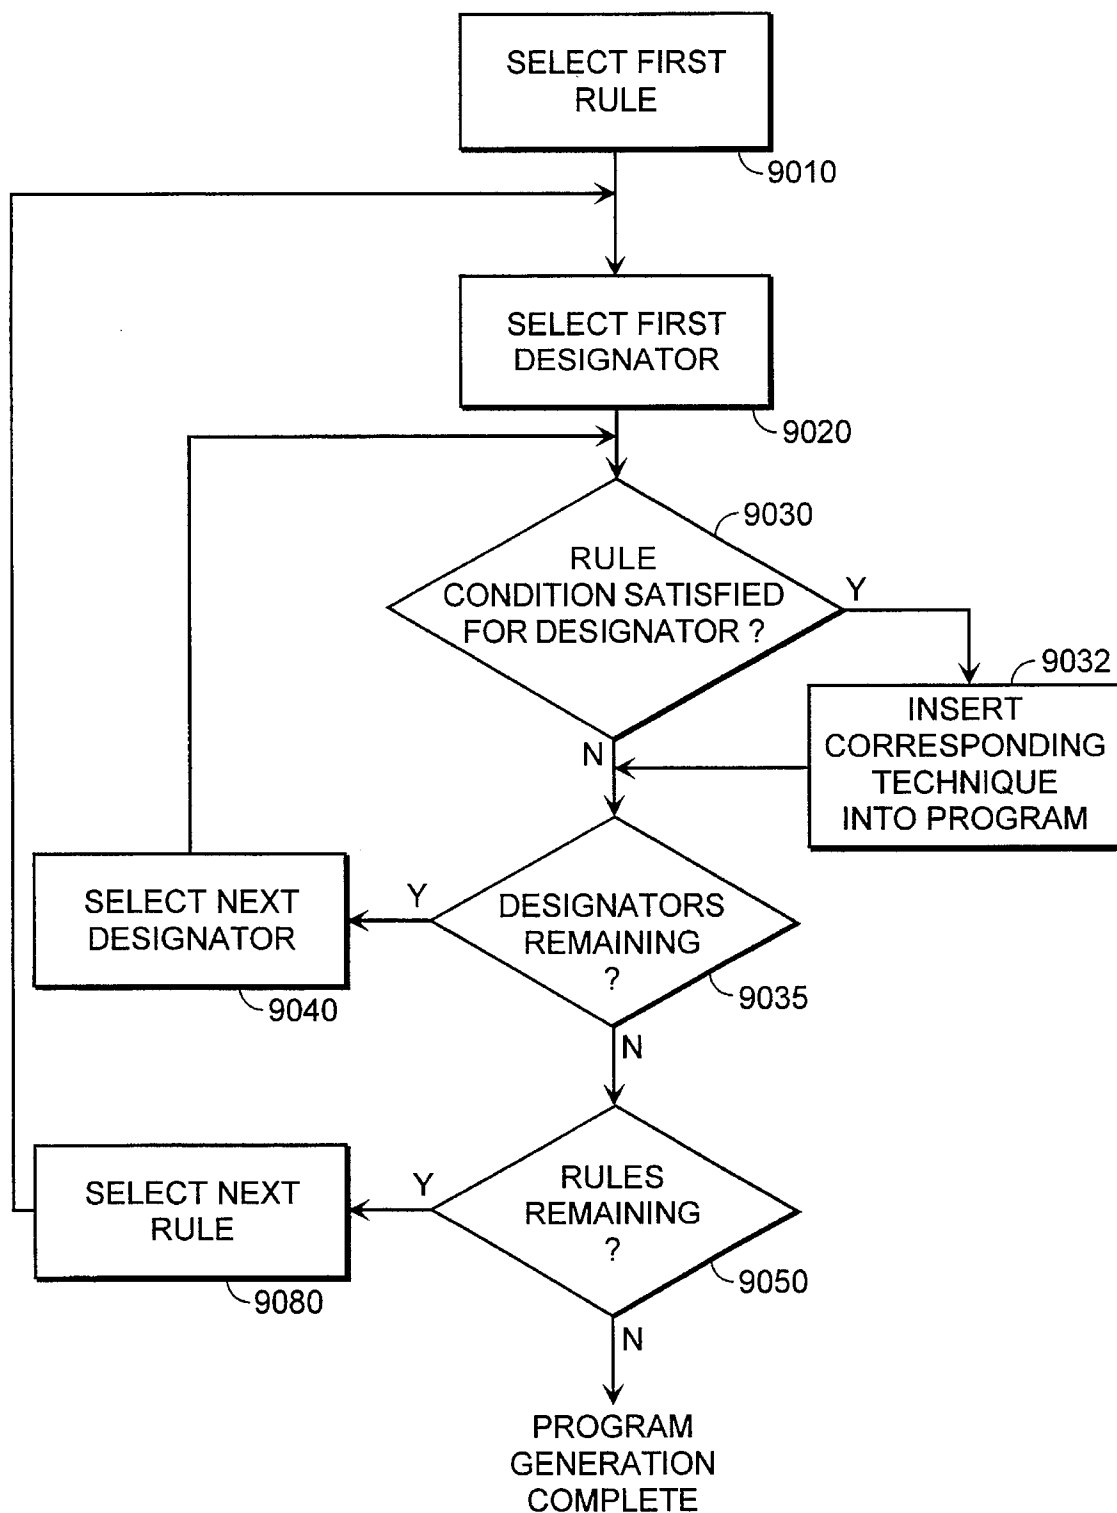 SELECT FIRST
RULE
9010
SELECT FIRST
DESIGNATOR
9020
9030
RULE
CONDITION SATISFIED
FOR DESIGNATOR ?
Y
9032
INSERT
CORRESPONDING
TECHNIQUE
INTO PROGRAM
N
SELECT NEXT
DESIGNATOR
9040
Y
DESIGNATORS
REMAINING
?
9035
N
SELECT NEXT
RULE
9080
Y
RULES
REMAINING
?
9050
N
PROGRAM
GENERATION
COMPLETE